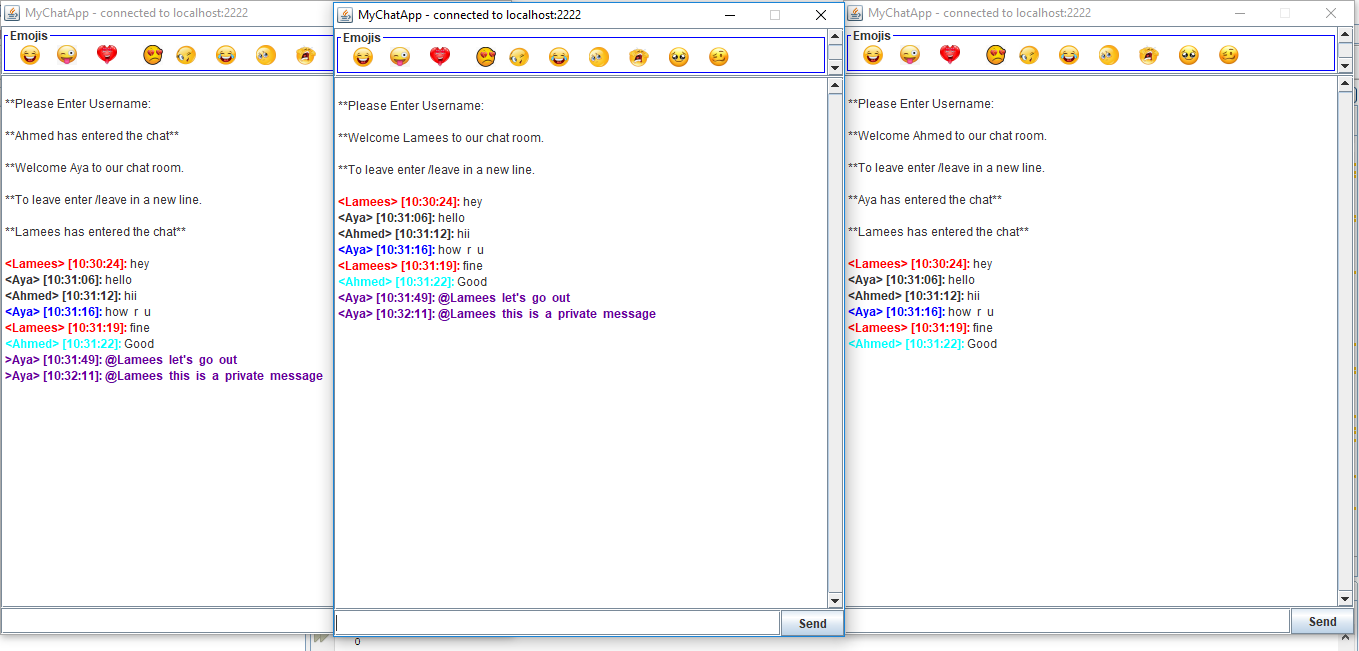 MyChatApp - connected to localhost:2222
Emojis
**Please Enter Username:
**Ahmed has entered the chat**
**Welcome Aya to our chat room.
**To leave enter /leave in a new line.
**Lamees has entered the chat**
<Lamees> [10:30:24]: hey
<Aya> [10:31:06]: hello
<Ahmed> [10:31:12]: hii
<Aya> [10:31:16]: how r u
<Lamees> [10:31:19]: fine
<Ahmed> [10:31:22]: Good
>Aya> [10:31:49]: @Lamees let's go out
>Aya> [10:32:11]: @Lamees this is a private message
MyChatApp - connected to localhost:2222
Emojis
**Please Enter Username:
**Welcome Lamees to our chat room.
**To leave enter /leave in a new line.
<Lamees> [10:30:24]: hey
<Aya> [10:31:06]: hello
<Ahmed> [10:31:12]: hii
<Aya> [10:31:16]: how r u
<Lamees> [10:31:19]: fine
<Ahmed> [10:31:22]: Good
<Aya> [10:31:49]: @Lamees let's go out
<Aya> [10:32:11]: @Lamees this is a private message
Send
0
MyChatApp - connected to localhost:2222
Emojis
**Please Enter Username:
**Welcome Ahmed to our chat room.
**To leave enter /leave in a new line.
**Aya has entered the chat**
**Lamees has entered the chat**
<Lamees> [10:30:24]: hey
<Aya> [10:31:06]: hello
<Ahmed> [10:31:12]: hii
<Aya> [10:31:16]: how r u
<Lamees> [10:31:19]: fine
<Ahmed> [10:31:22]: Good
Send